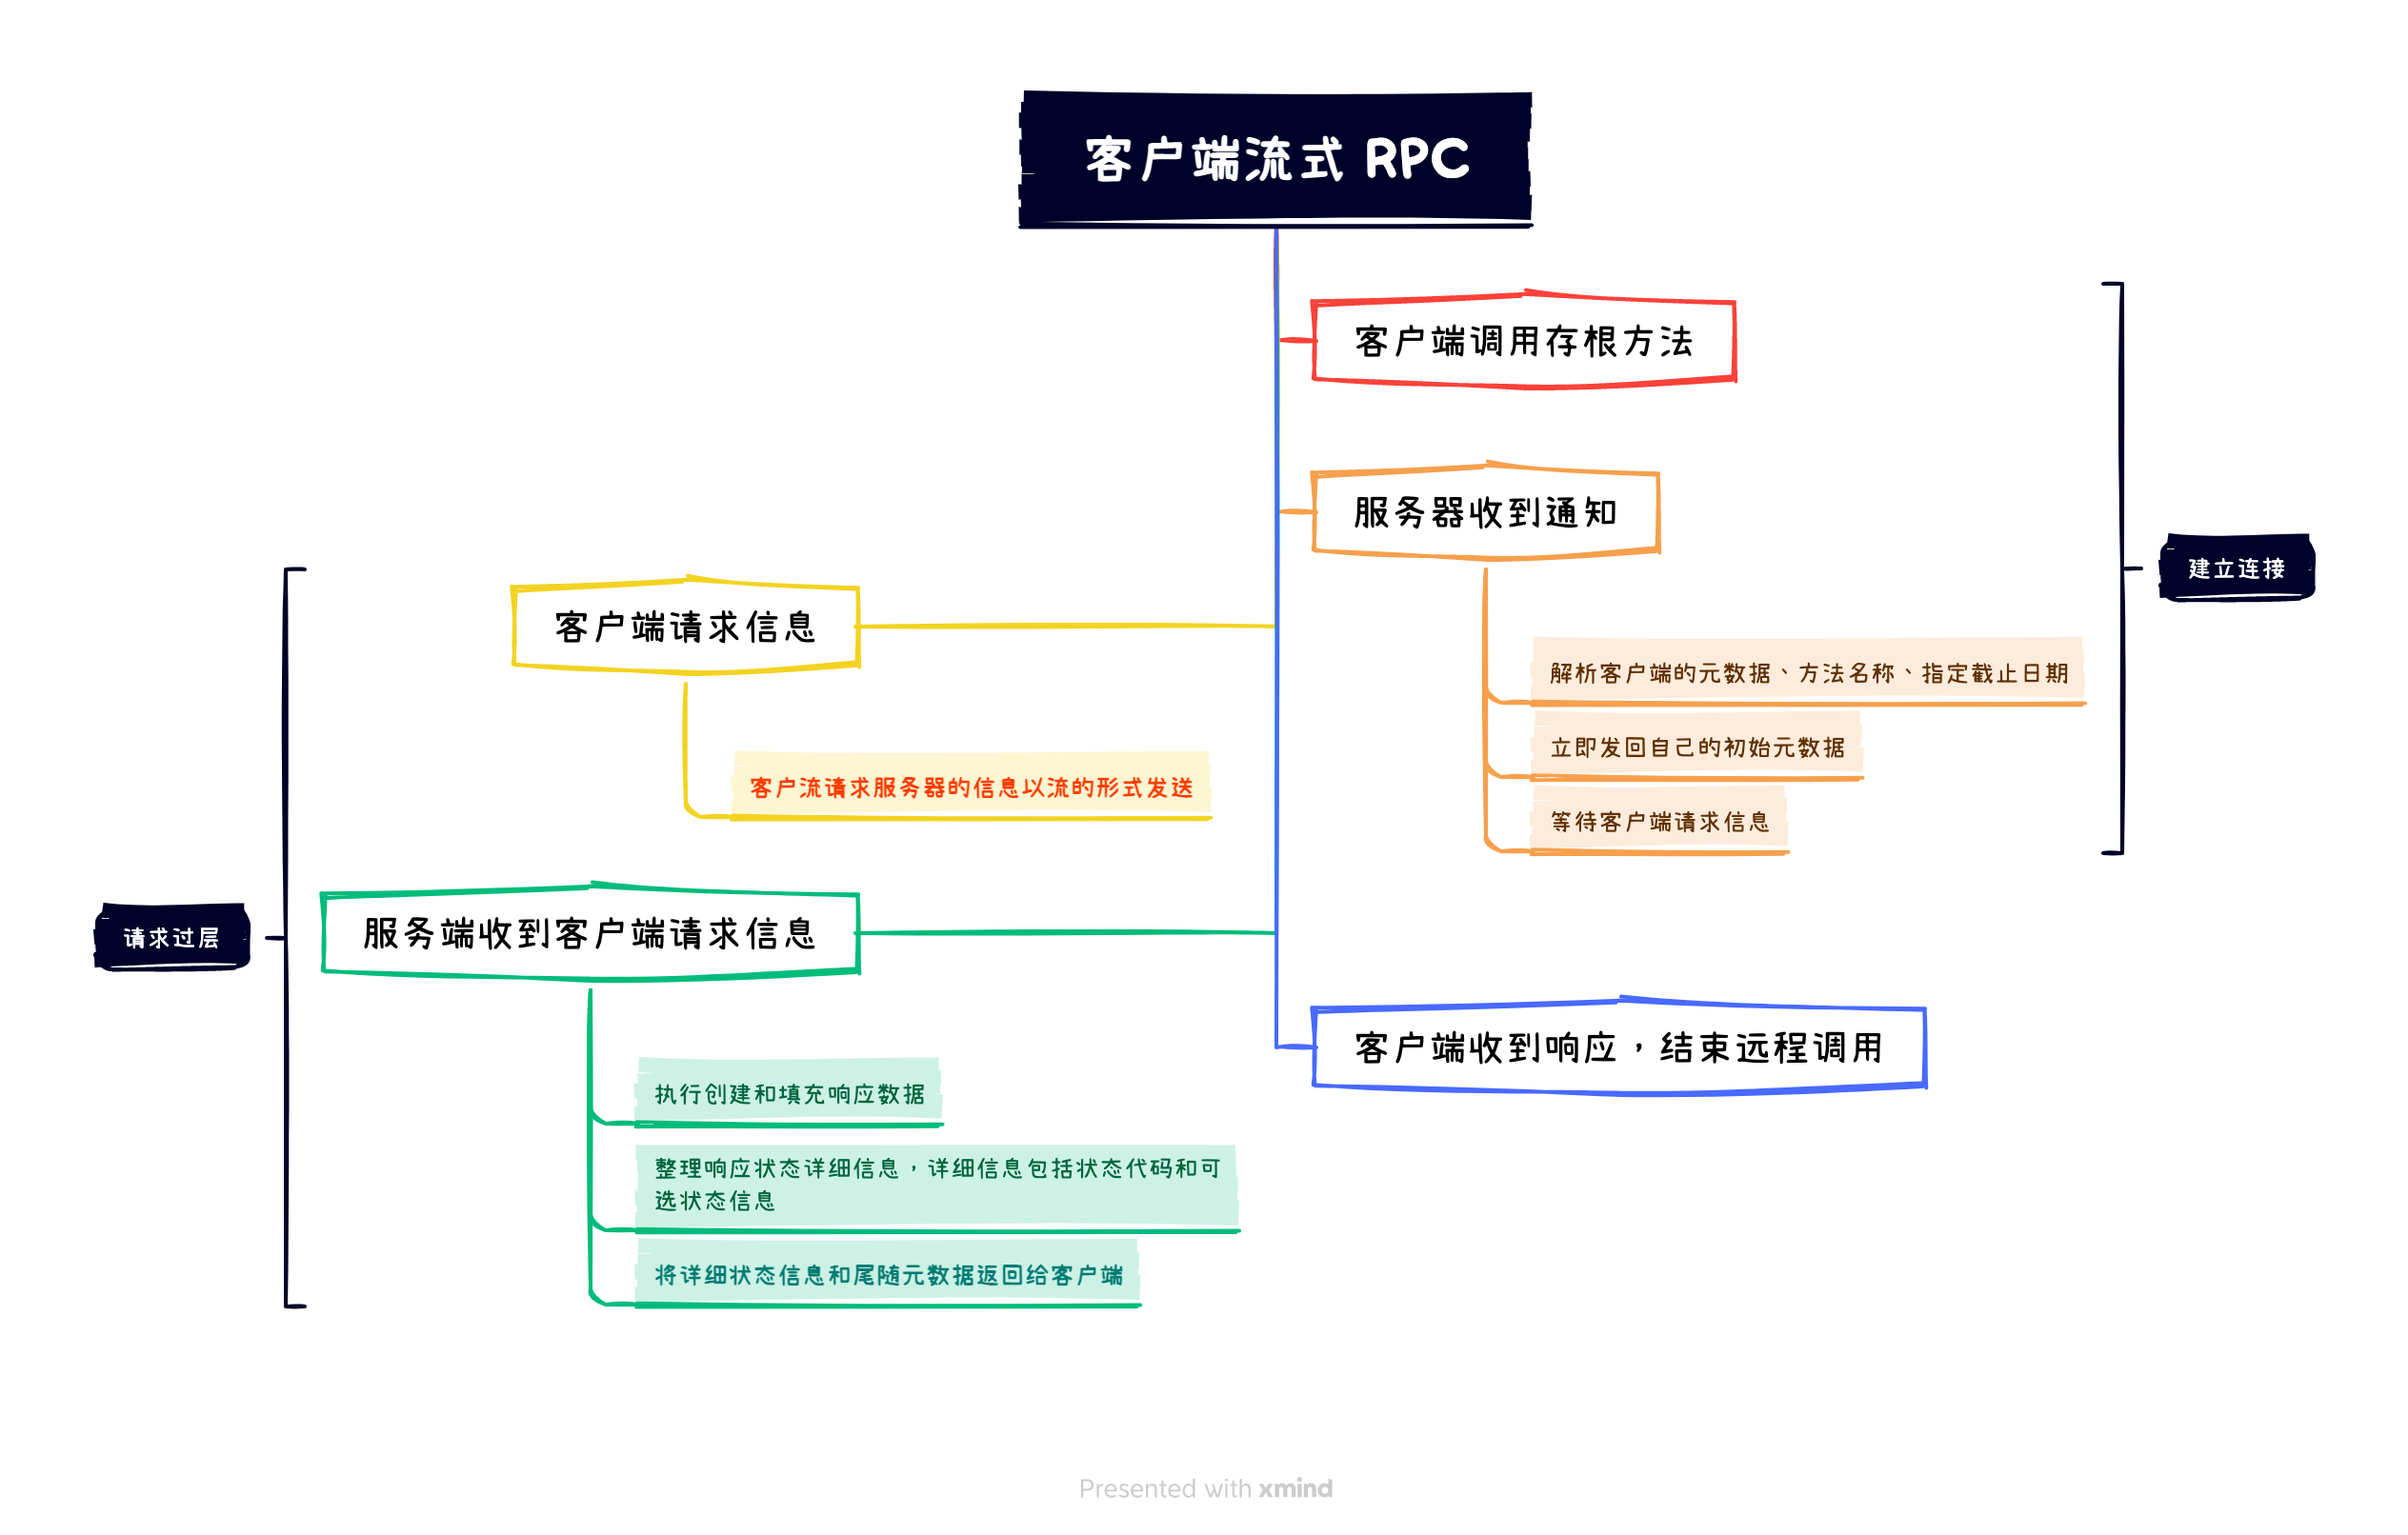 客户端流式 RPC
客户端调用存根方法
服务器收到通知
解析客户端的元数据、方法名称、指定截止日期
立即发回自己的初始元数据
等待客户端请求信息
建立连接
客户端请求信息
客户流请求服务器的信息以流的形式发送
服务端收到客户端请求信息
执行创建和填充响应数据
整理响应状态详细信息，详细信息包括状态代码和可
选状态信息
将详细状态信息和尾随元数据返回给客户端
请求过层
客户端收到响应，结束远程调用
Presented with xmind